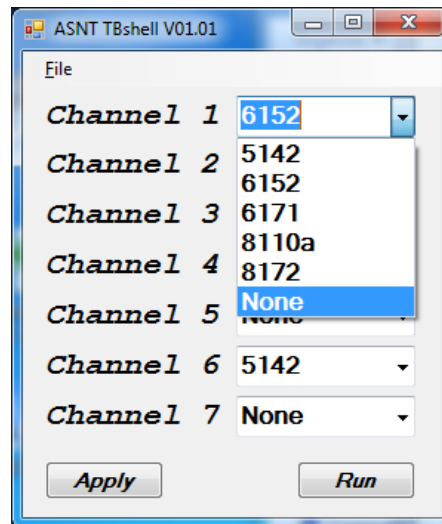 ASNT TBshell V01.01
File
Channel 1 6152
5142
Channel 2 6152
Channel 3 6171
8110a
Channel 4 8172
None
Channel 5 None
Channel 6 5142
Channel 7 None
Apply Run